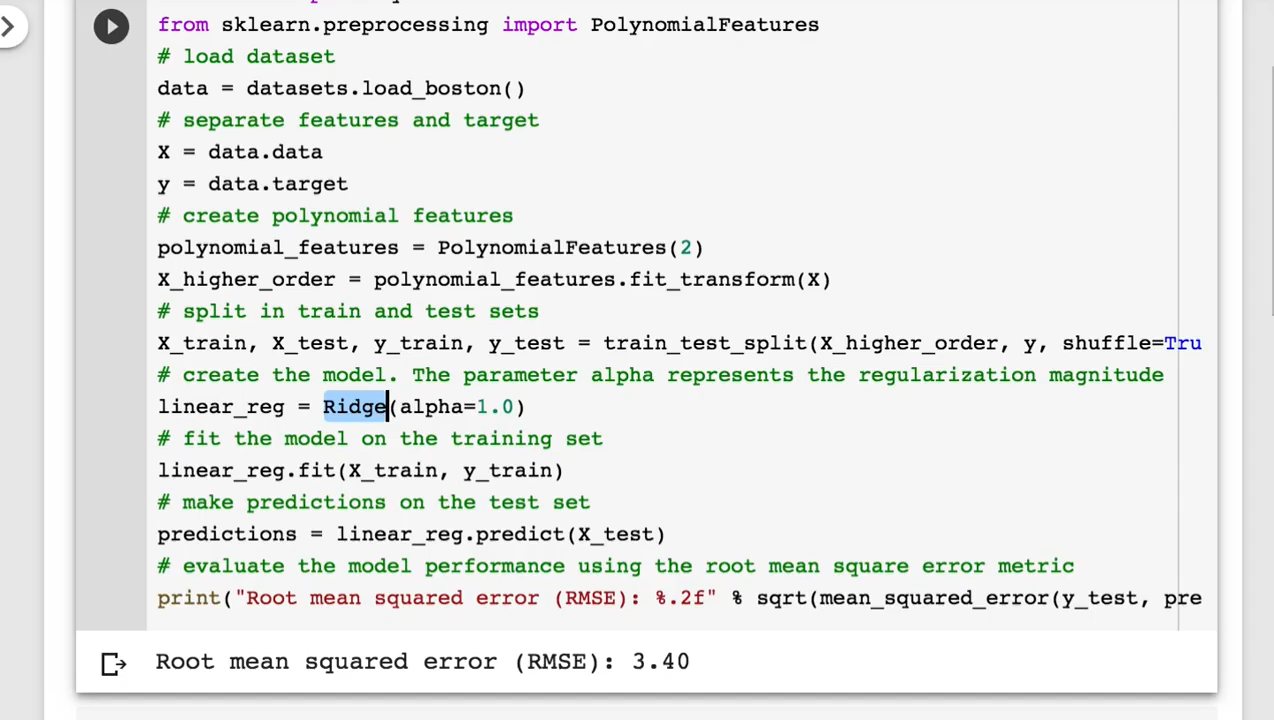 from sklearn.preprocessing import PolynomialFeatures
# load dataset
data = datasets.load_boston()
# separate features and target
X = data.data
y = data.target
# create polynomial features
polynomial_features = PolynomialFeatures(2)
X_higher_order = polynomial_features.fit_transform(X)
# split in train and test sets
X_train, X_test, y_train, y_test = train_test_split(X_higher_order, y, shuffle=Tru
# create the model. The parameter alpha represents the regularization magnitude
linear_reg = Ridge(alpha=1.0)
# fit the model on the training set
linear_reg.fit(X_train, y_train)
# make predictions on the test set
predictions = linear_reg.predict(X_test)
# evaluate the model performance using the root mean square error metric
print("Root mean squared error (RMSE): %.2f" % sqrt(mean_squared_error(y_test, pre
Root mean squared error (RMSE): 3.40